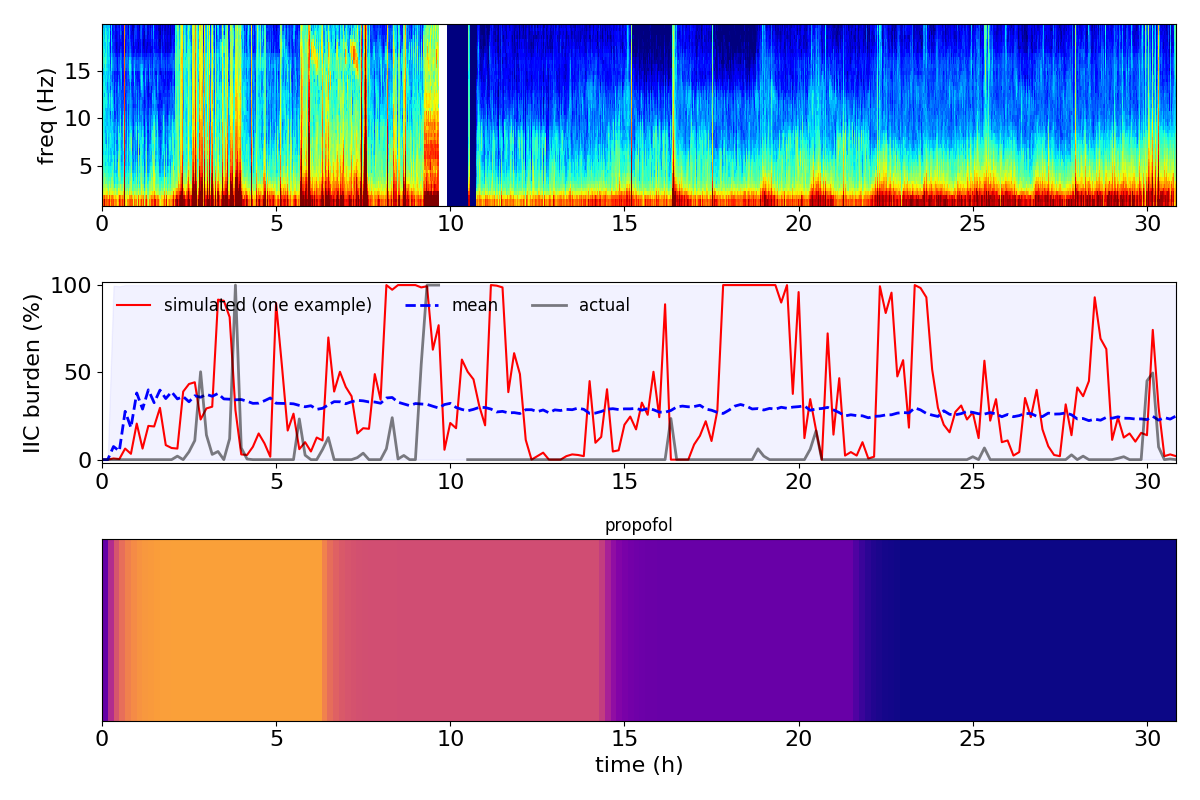 freq (Hz)
15
10
5
0 5 10 15 20 25 30
IIC burden (%)
100
50
0
simulated (one example) mean actual
0 5 10 15 20 25 30
propofol
0 5 10 15 20 25 30
time (h)